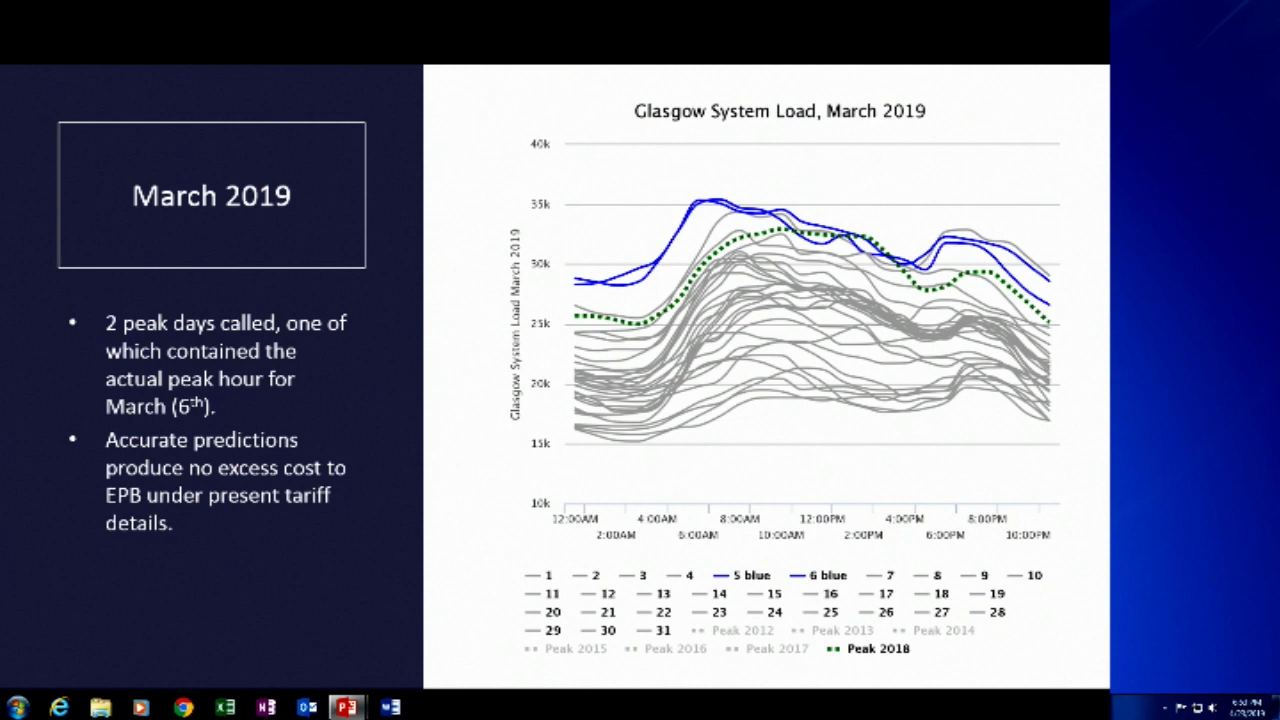 March 2019
• 2 peak days called, one of
which contained the
actual peak hour for
March (6th).
• Accurate predictions
produce no excess cost to
EPB under present tariff
details.
Glasgow System Load, March 2019
Glasgow System Load March 2019
40k
35k
30k
25k
20k
15k
10k
12:00AM 4:00AM 8:00AM 12:00PM 4:00PM 8:00PM
2:00AM 6:00AM 10:00AM 2:00PM 6:00PM 10:00PM
1 2 3 4 5 blue 6 blue 7 8 9 10
11 12 13 14 15 16 17 18 19
20 21 22 23 24 25 26 27 28
29 30 31 Peak 2012 Peak 2013 Peak 2014
Peak 2015 Peak 2016 Peak 2017 Peak 2018